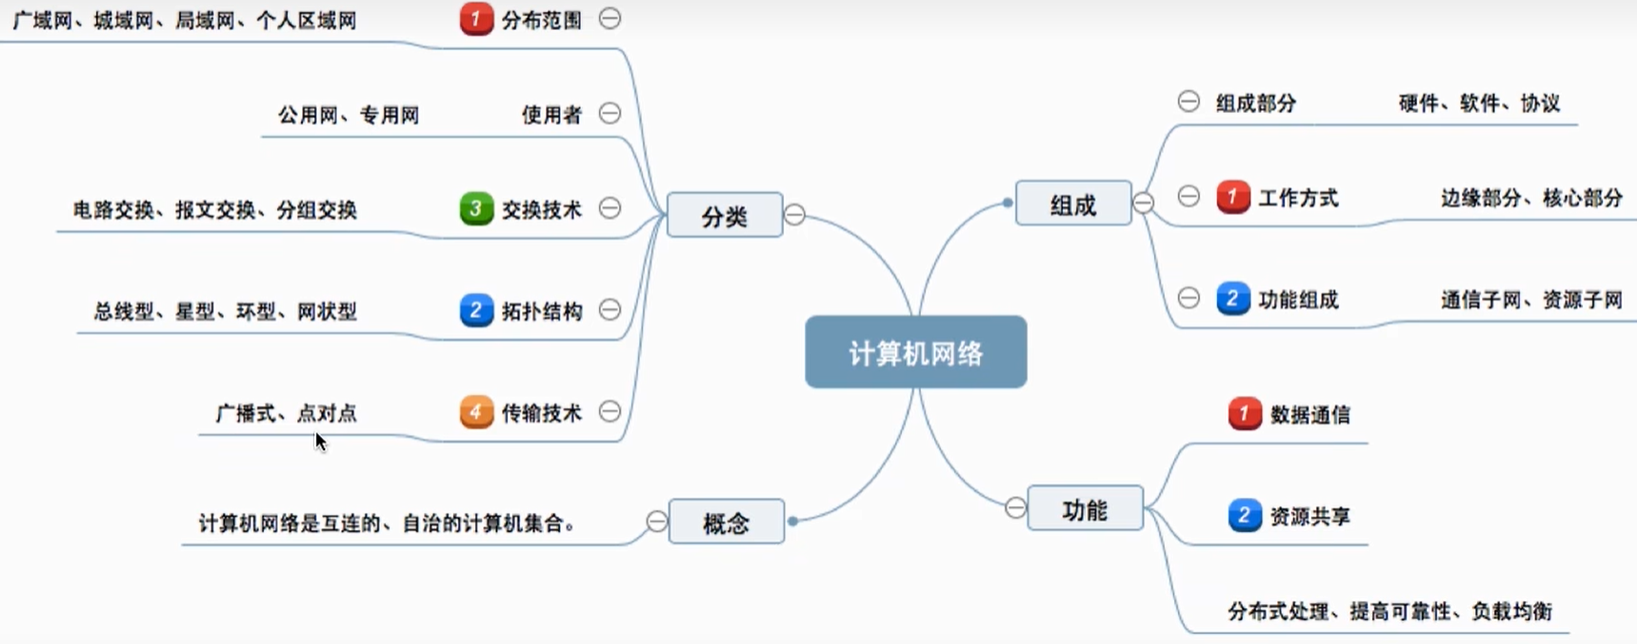 计算机网络
分类
1 分布范围
广域网、城域网、局域网、个人区域网
使用者
公用网、专用网
3 交换技术
电路交换、报文交换、分组交换
2 拓扑结构
总线型、星型、环型、网状型
4 传输技术
广播式、点对点
概念
计算机网络是互连的、自治的计算机集合。
组成
组成部分
硬件、软件、协议
1 工作方式
边缘部分、核心部分
2 功能组成
通信子网、资源子网
功能
1 数据通信
2 资源共享
分布式处理、提高可靠性、负载均衡